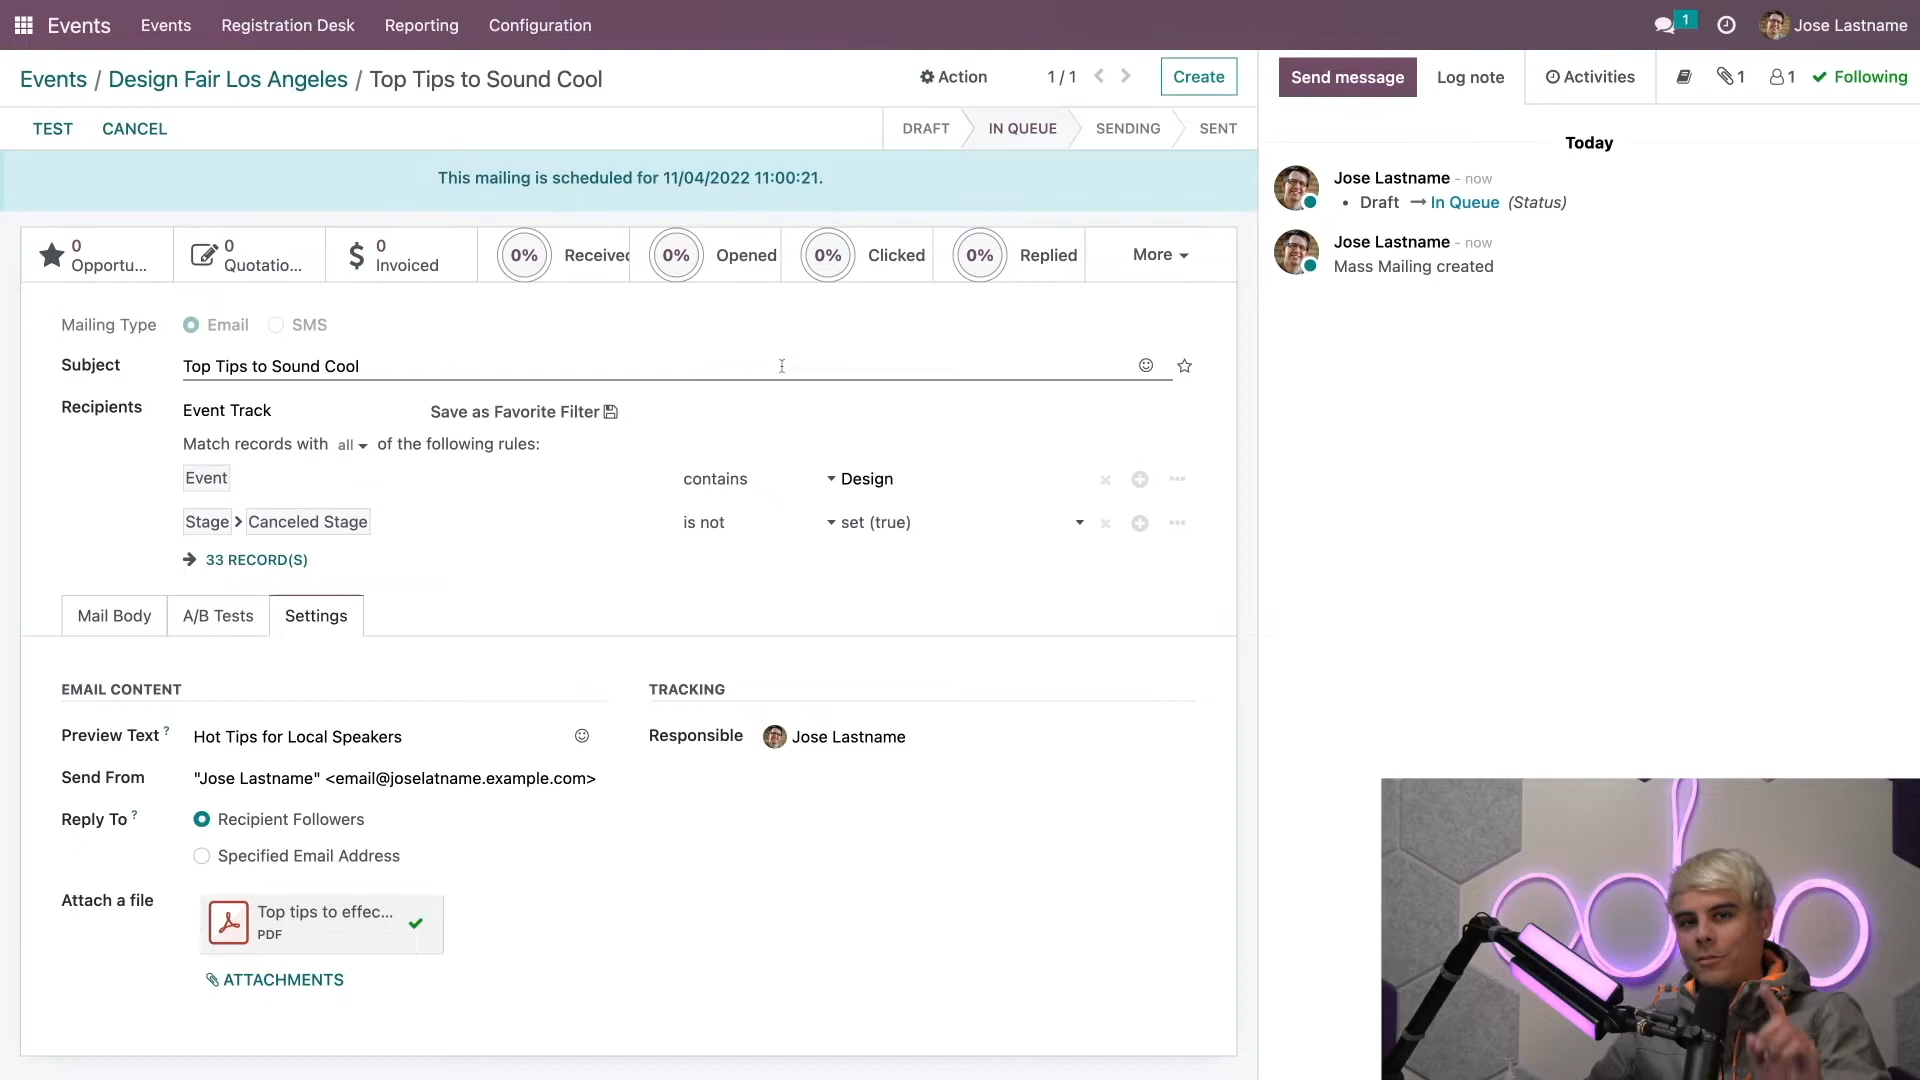 Events Events Registration Desk Reporting Configuration 1 Jose Lastname
Events / Design Fair Los Angeles / Top Tips to Sound Cool Action 1 / 1 Create
Send message Log note Activities 1 1 Following
TEST CANCEL DRAFT IN QUEUE SENDING SENT
This mailing is scheduled for 11/04/2022 11:00:21.
0 Opportu... 0 Quotatio... $ 0 Invoiced 0% Received 0% Opened 0% Clicked 0% Replied More
Mailing Type Email SMS
Subject Top Tips to Sound Cool
Recipients Event Track Save as Favorite Filter
Match records with all of the following rules:
Event contains Design
Stage > Canceled Stage is not set (true)
33 RECORD(S)
Mail Body A/B Tests Settings
EMAIL CONTENT
Preview Text ? Hot Tips for Local Speakers
Send From "Jose Lastname" <email@joselatname.example.com>
Reply To ? Recipient Followers
Specified Email Address
Attach a file Top tips to effec...
PDF
ATTACHMENTS
TRACKING
Responsible Jose Lastname
Today
Jose Lastname - now
• Draft → In Queue (Status)
Jose Lastname - now
Mass Mailing created
odoo